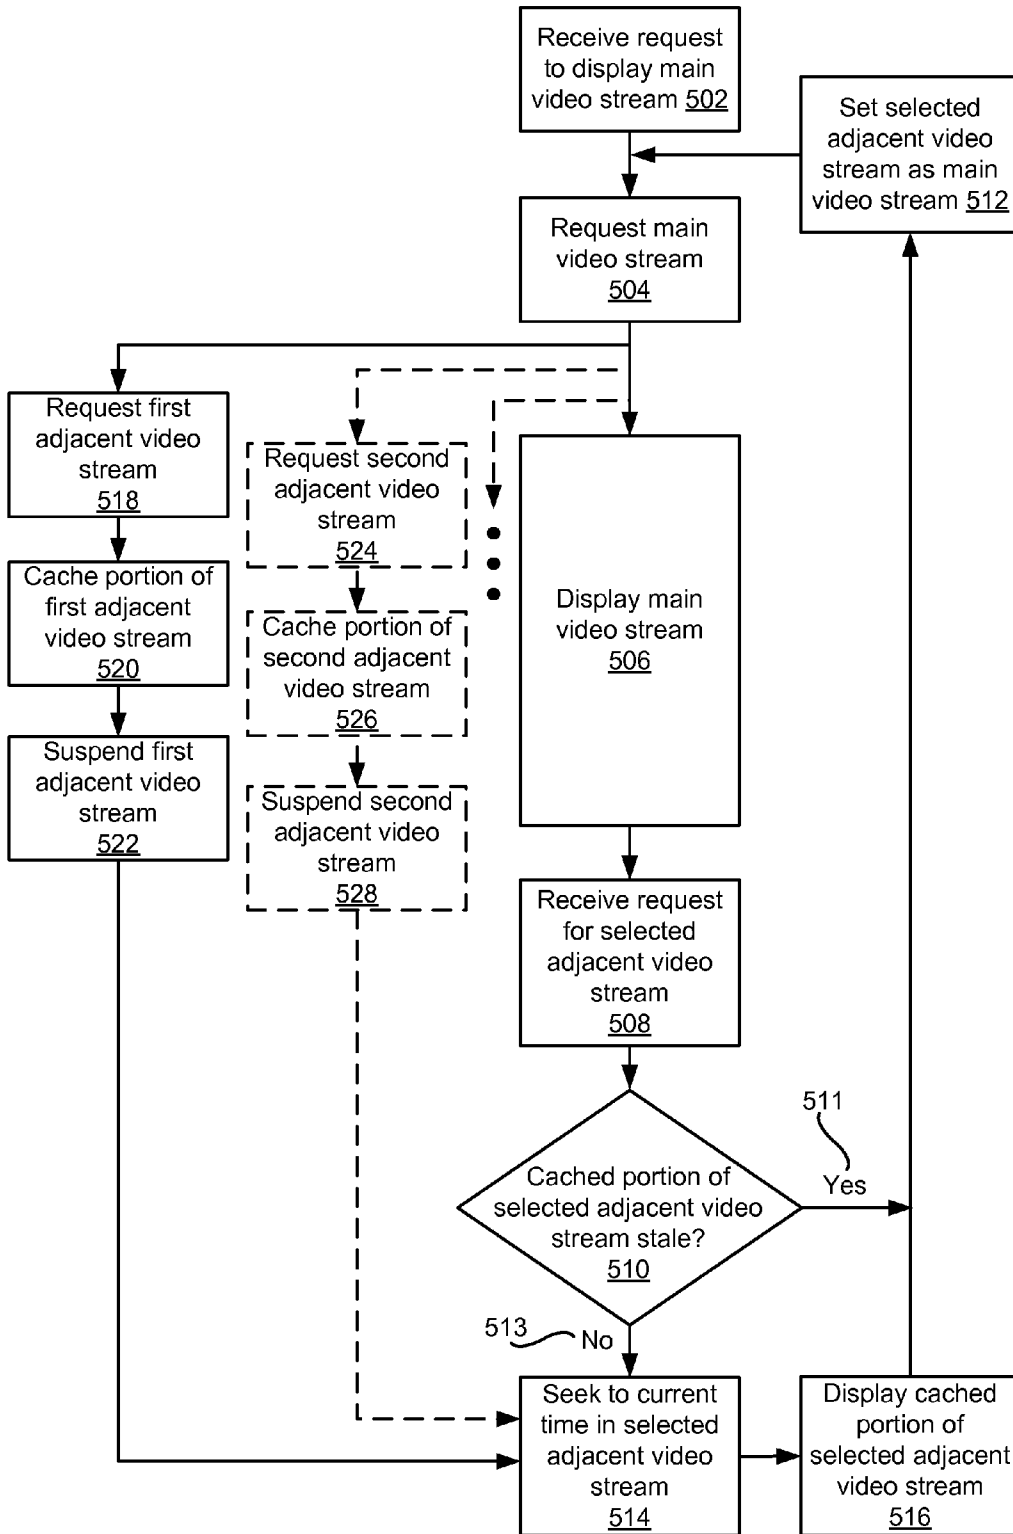 Receive request
to display main
video stream 502
Set selected
adjacent video
stream as main
video stream 512
Request main
video stream
504
Request first
adjacent video
stream
518
Request second
adjacent video
stream
524
Cache portion of
first adjacent
video stream
520
Cache portion of
second adjacent
video stream
526
Display main
video stream
506
Suspend first
adjacent video
stream
522
Suspend second
adjacent video
stream
528
Receive request
for selected
adjacent video
stream
508
511
Yes
Cached portion of
selected adjacent video
stream stale?
510
513
No
Seek to current
time in selected
adjacent video
stream
514
Display cached
portion of
selected adjacent
video stream
516